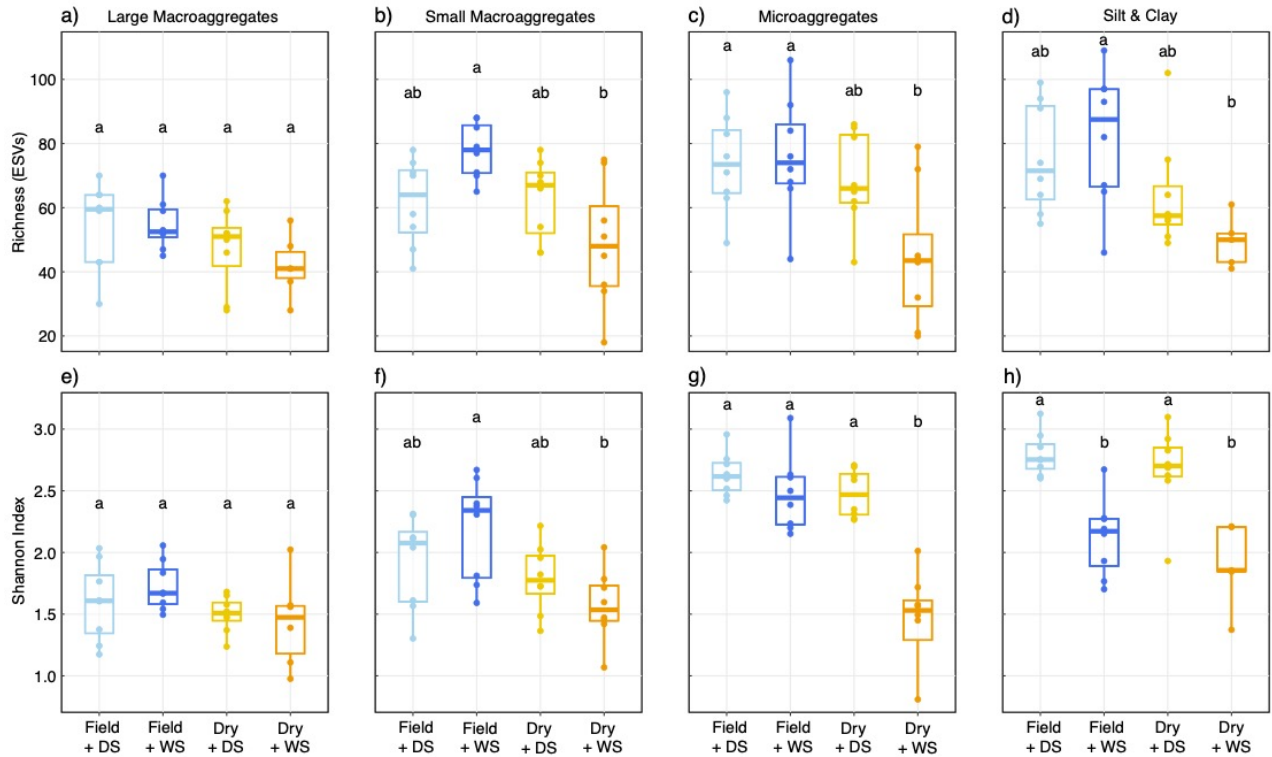 a) Large Macroaggregates
b) Small Macroaggregates
c) Microaggregates
d) Silt & Clay
Richness (ESVs)
100
80
60
40
20
a a a a
ab a ab b
a a ab b
ab a ab b
e)
f)
g)
h)
Shannon Index
3.0
2.5
2.0
1.5
1.0
a a a a
ab a ab b
a a a b
a b a b
Field Field Dry Dry
+ DS + WS + DS + WS
Field Field Dry Dry
+ DS + WS + DS + WS
Field Field Dry Dry
+ DS + WS + DS + WS
Field Field Dry Dry
+ DS + WS + DS + WS